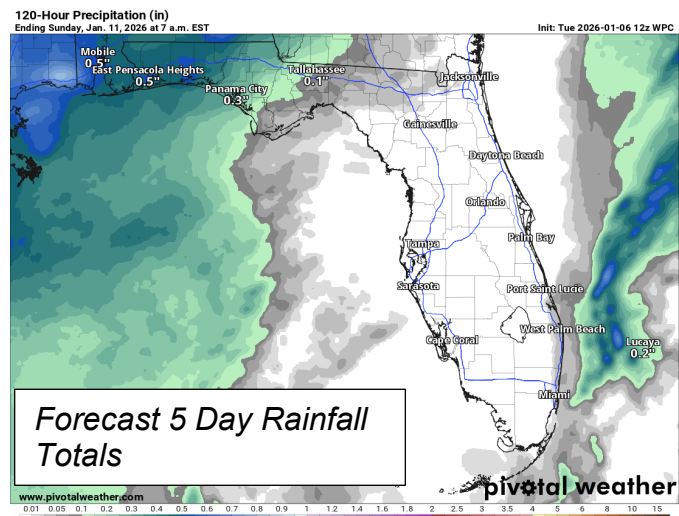 120-Hour Precipitation (in)
Ending Sunday, Jan. 11, 2026 at 7 a.m. EST
Init: Tue 2026-01-06 12z WPC
Mobile
0.5"
East Pensacola Heights
0.5"
Panama City
0.3"
Tallahassee
0.1"
Jacksonville
Gainesville
Daytona Beach
Orlando
Palm Bay
Tampa
Sarasota
Port Saint Lucie
West Palm Beach
Cape Coral
Lucaya
0.2"
Miami
Forecast 5 Day Rainfall
Totals
www.pivotalweather.com
pivotal weather
0.01 0.05 0.1 0.2 0.3 0.4 0.5 0.6 0.7 0.8 0.9 1 1.2 1.4 1.6 1.8 2 2.5 3 3.5 4 5 6 7 8 9 10 15